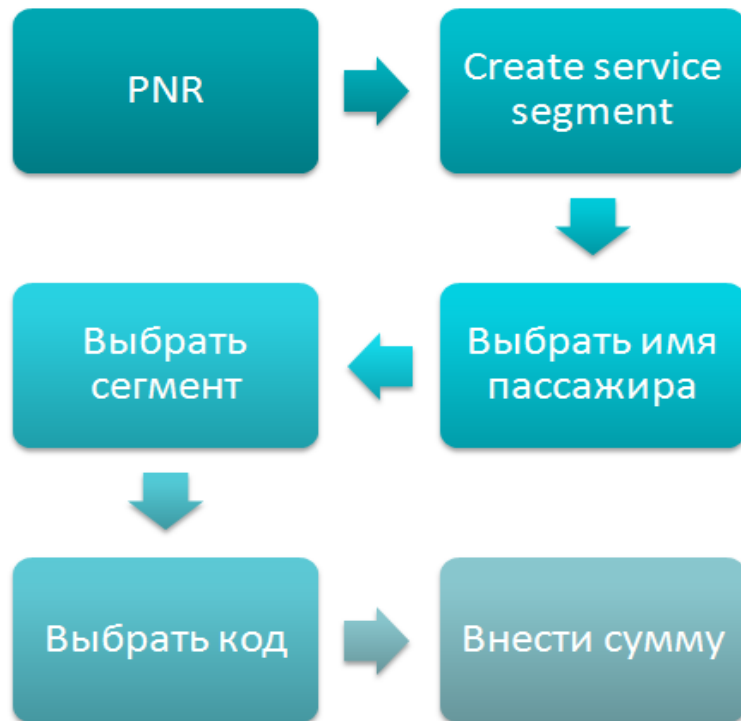 PNR
Create service
segment
Выбрать имя
пассажира
Выбрать
сегмент
Выбрать код
Внести сумму